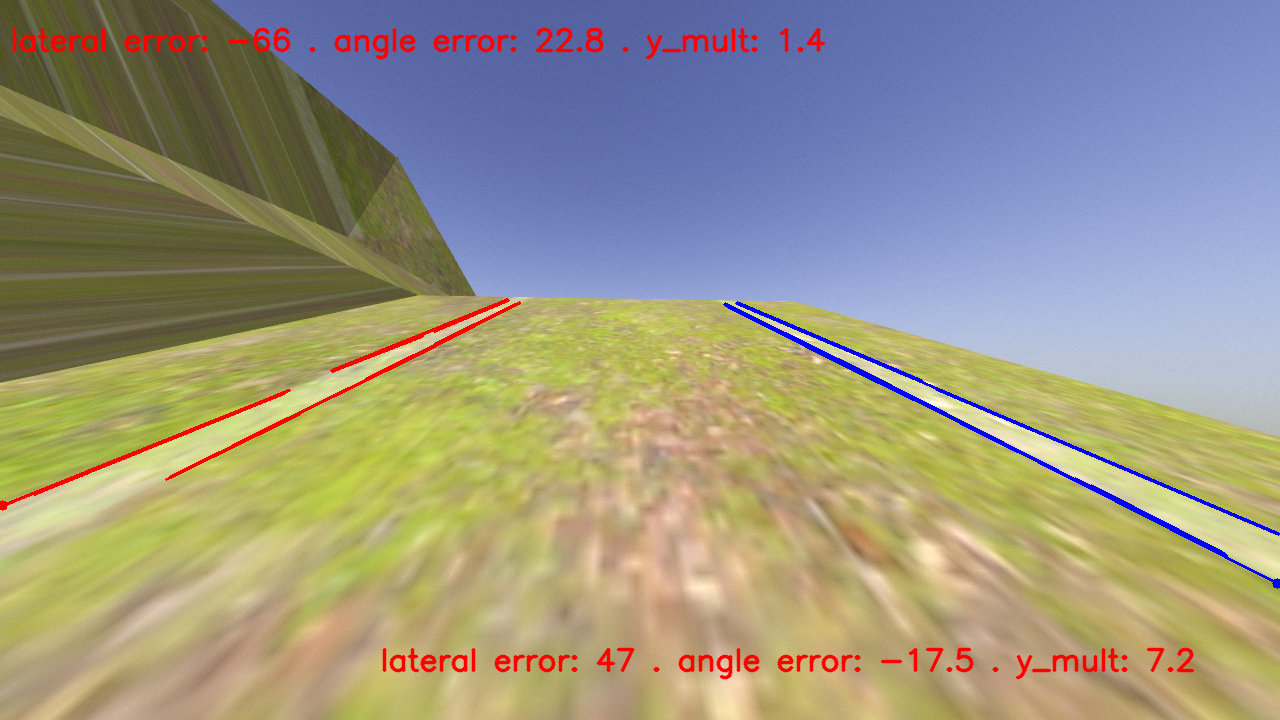 lateral error: -66 . angle error: 22.8 . y_mult: 1.4
lateral error: 47 . angle error: -17.5 . y_mult: 7.2